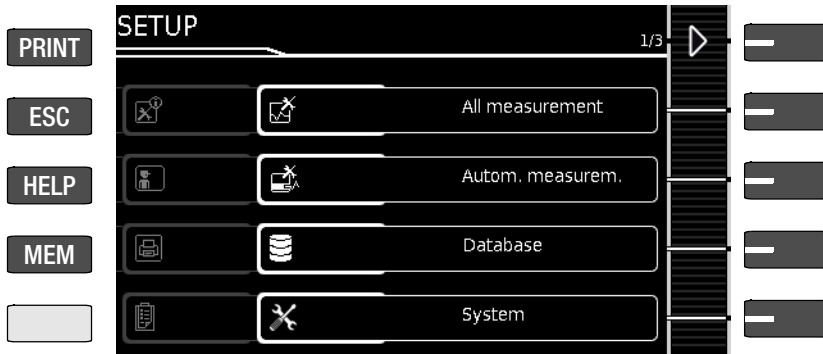 SETUP
1/3
PRINT
ESC
All measurement
HELP
Autom. measurem.
MEM
Database
System